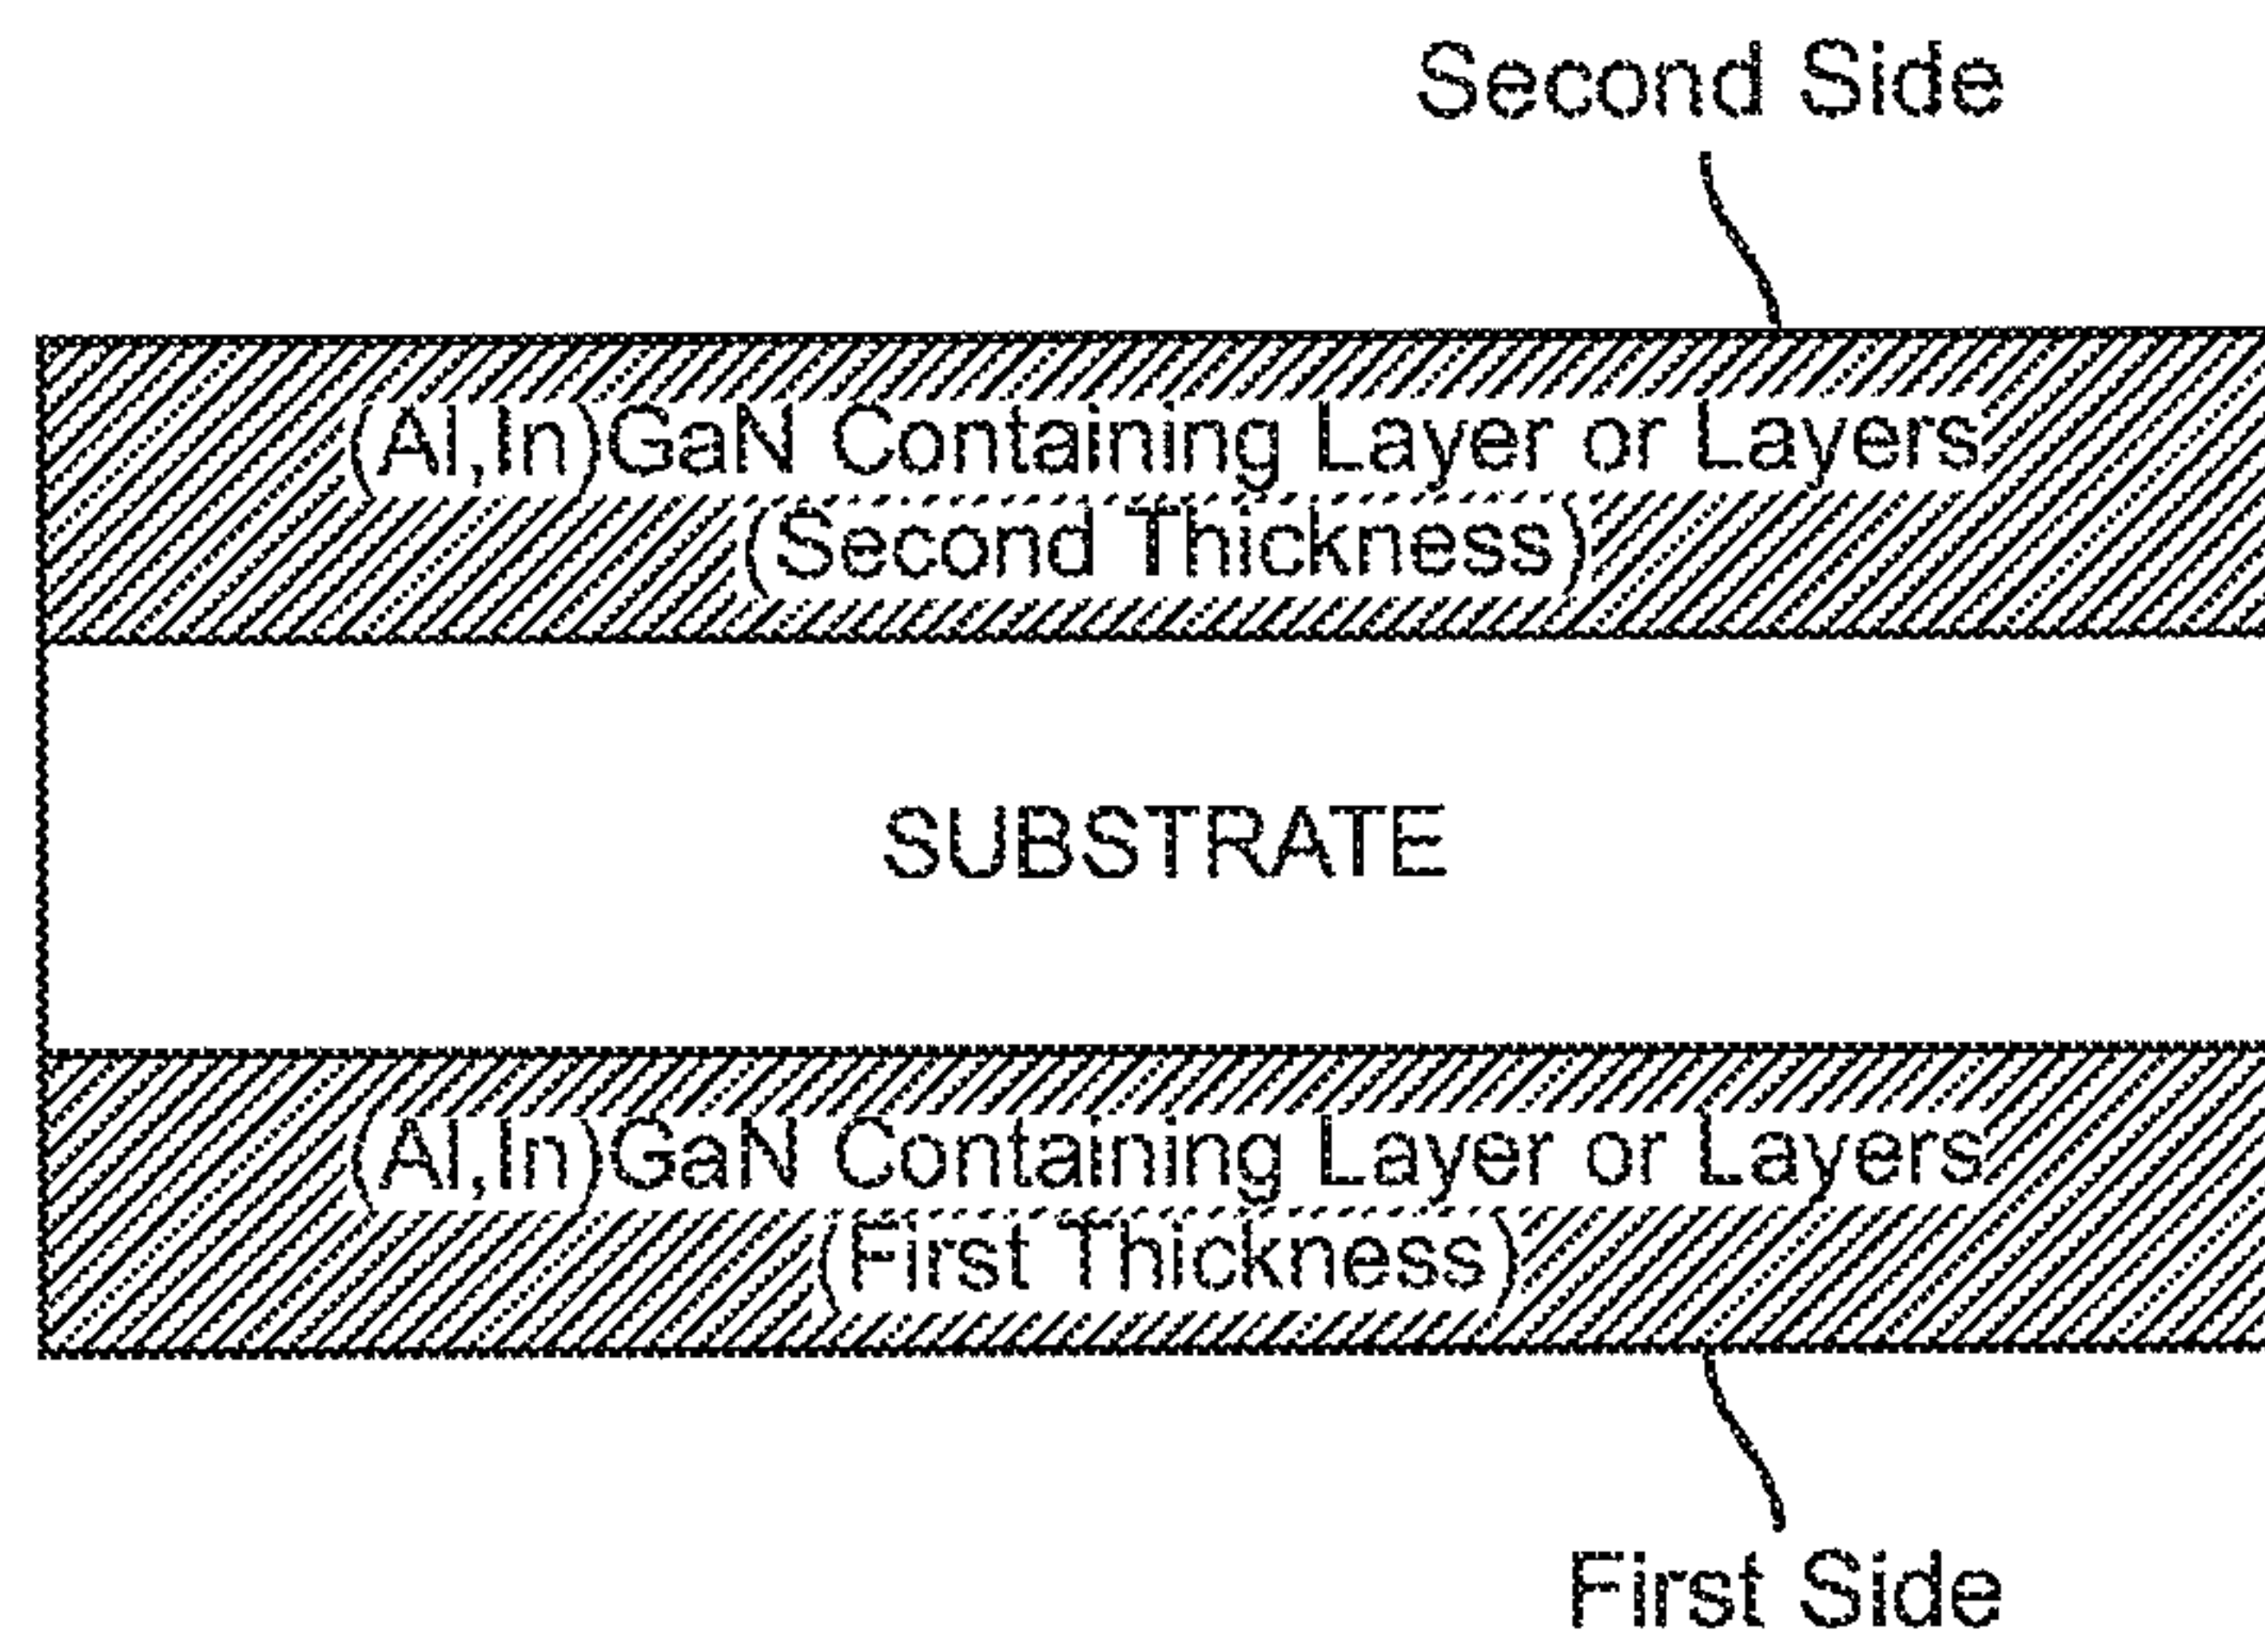 Second Side
(Al,In)GaN Containing Layer or Layers
(Second Thickness)
SUBSTRATE
(Al,In)GaN Containing Layer or Layers
(First Thickness)
First Side